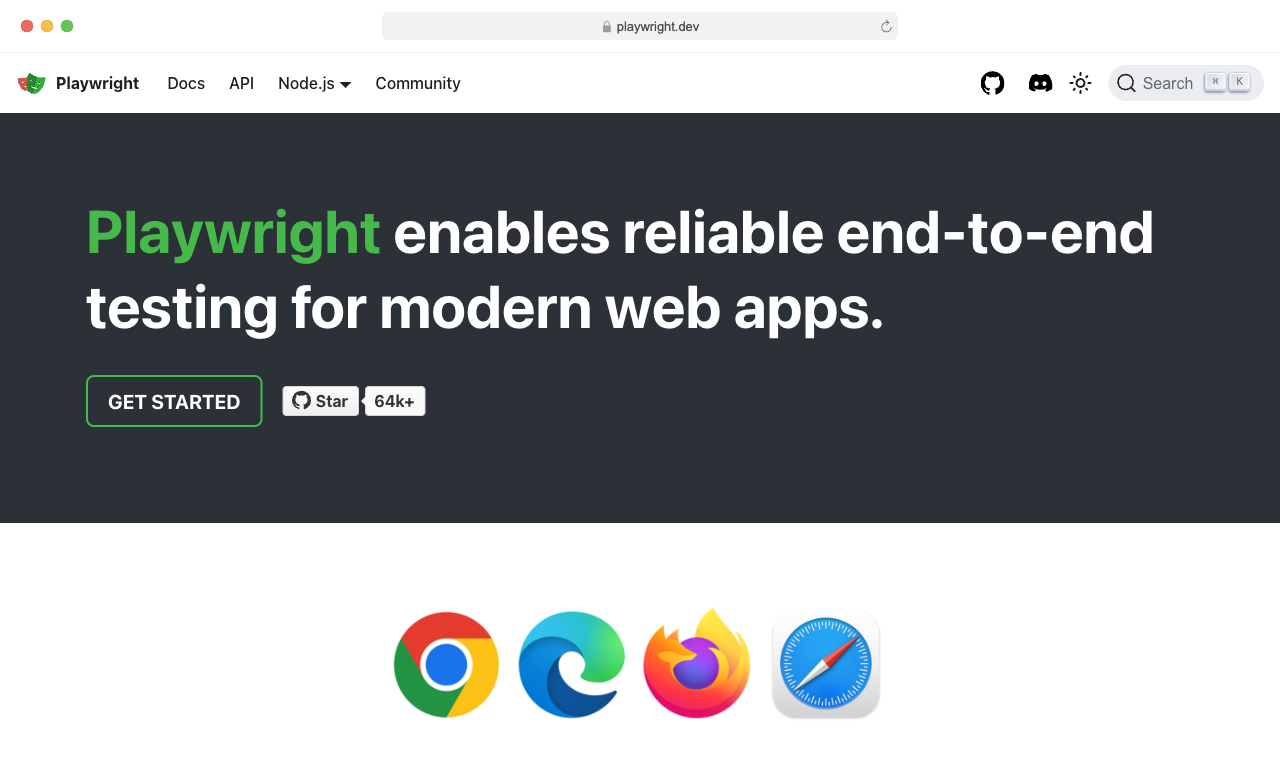 playwright.dev
Playwright Docs API Node.js Community Search ⌘ K
Playwright enables reliable end-to-end
testing for modern web apps.
GET STARTED Star 64k+